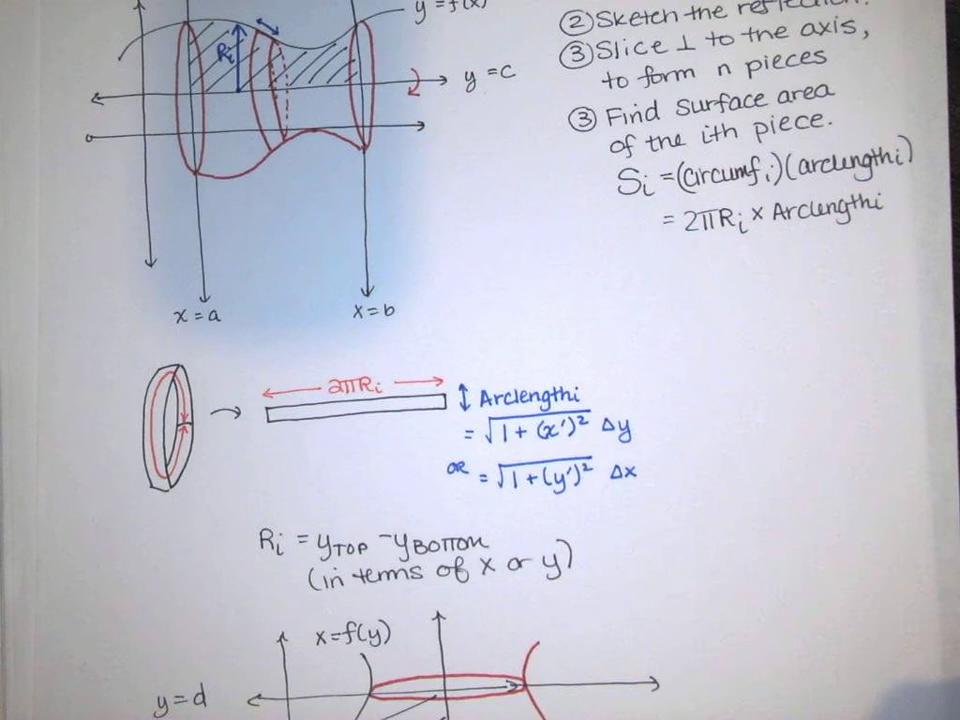 y = f(x)
② Sketch the reflection.
③ Slice ⊥ to the axis,
to form n pieces
③ Find surface area
of the ith piece.
Si = (circumf i)(arclengthi)
= 2πRi × Arclengthi
Ri
y = c
x = a
x = b
2πRi
Arclengthi
= √1 + (x')² Δy
OR = √1 + (y')² Δx
Ri = yTOP - yBOTTOM
(in terms of x or y)
x = f(y)
y = d